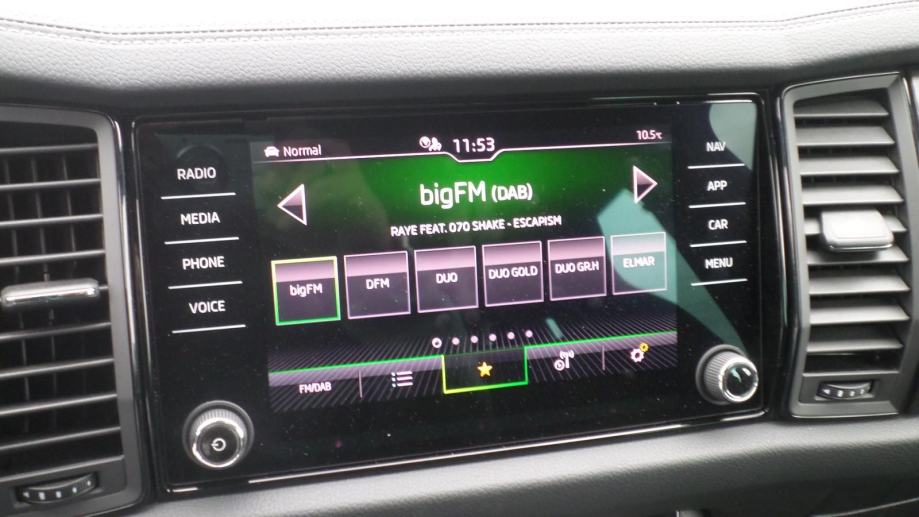 Normal
11:53
10.5°C
RADIO
MEDIA
PHONE
VOICE
bigFM (DAB)
RAYE FEAT. 070 SHAKE - ESCAPISM
bigFM
DFM
DUO
DUO GOLD
DUO GR.H
ELMAR
FM/DAB
NAV
APP
CAR
MENU